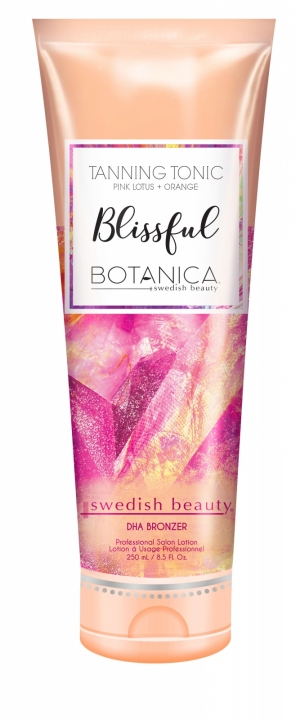 TANNING TONIC
PINK LOTUS + ORANGE
Blissful
BOTANICA
swedish beauty
swedish beauty
DHA BRONZER
Professional Salon Lotion
Lotion à Usage Professionnel
250 mL / 8.5 Fl. Oz.